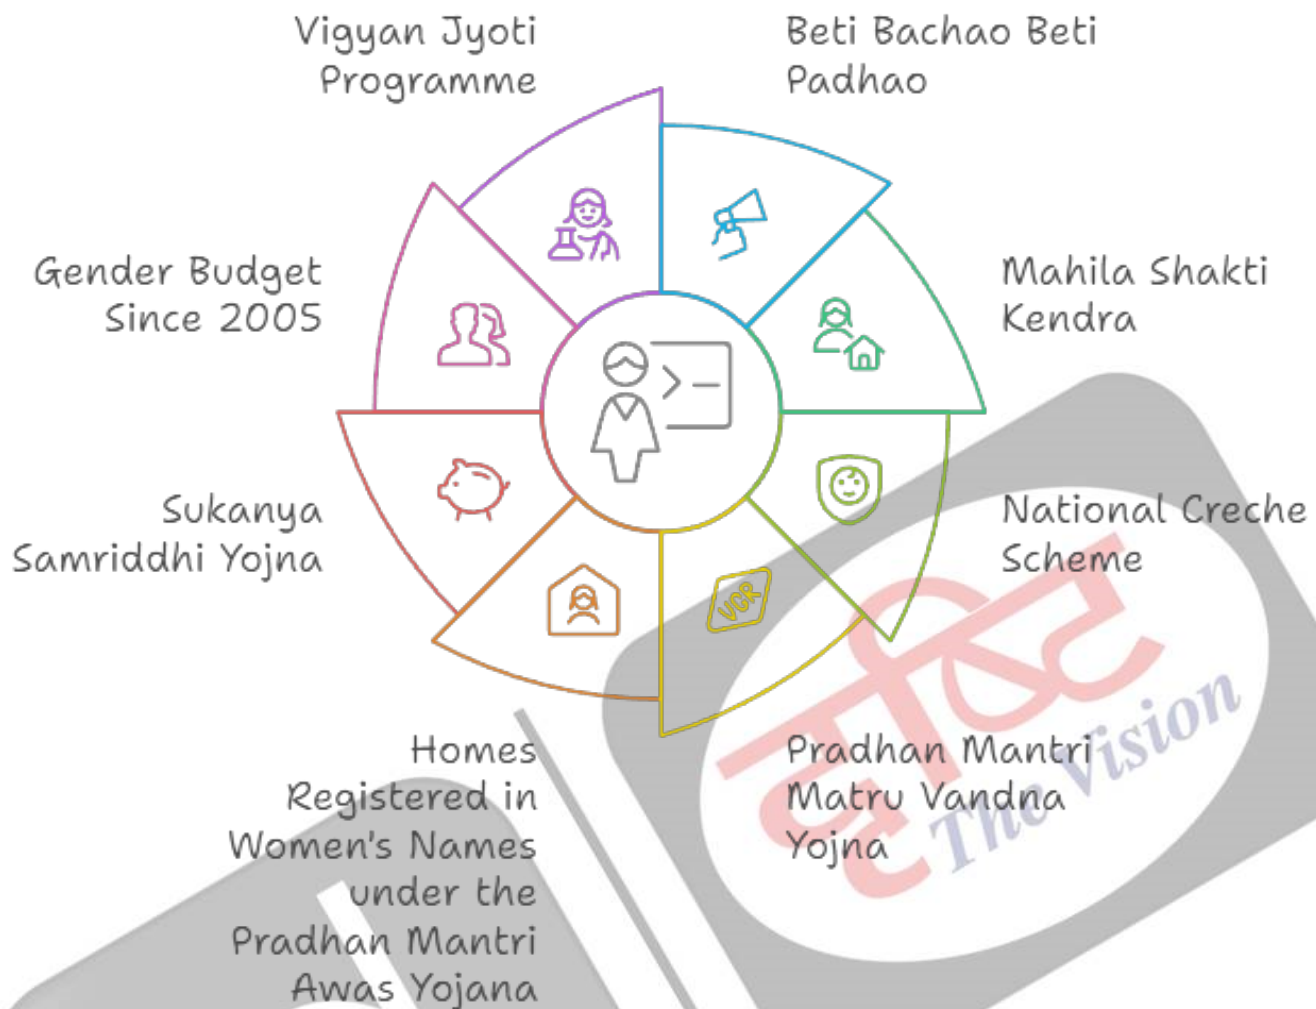 Vigyan Jyoti
Programme
Beti Bachao Beti
Padhao
Gender Budget
Since 2005
Mahila Shakti
Kendra
Sukanya
Samriddhi Yojna
National Creche
Scheme
VCR
Homes
Registered in
Women's Names
under the
Pradhan Mantri
Awas Yojana
Pradhan Mantri
Matru Vandna
Yojna
दृष्टि
The Vision